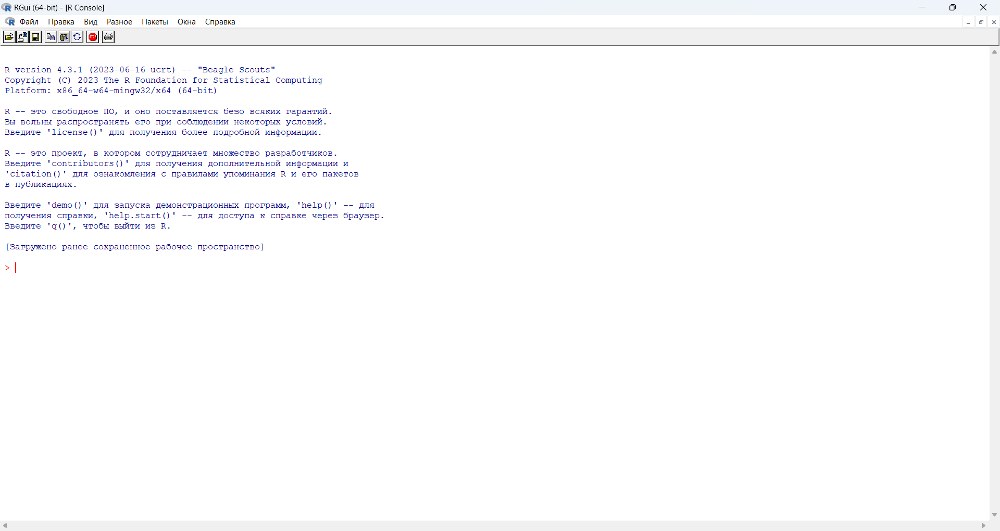 RGui (64-bit) - [R Console]
Файл Правка Вид Разное Пакеты Окна Справка
STOP
R version 4.3.1 (2023-06-16 ucrt) -- "Beagle Scouts"
Copyright (C) 2023 The R Foundation for Statistical Computing
Platform: x86_64-w64-mingw32/x64 (64-bit)
R -- это свободное ПО, и оно поставляется безо всяких гарантий.
Вы вольны распространять его при соблюдении некоторых условий.
Введите 'license()' для получения более подробной информации.
R -- это проект, в котором сотрудничает множество разработчиков.
Введите 'contributors()' для получения дополнительной информации и
'citation()' для ознакомления с правилами упоминания R и его пакетов
в публикациях.
Введите 'demo()' для запуска демонстрационных программ, 'help()' -- для
получения справки, 'help.start()' -- для доступа к справке через браузер.
Введите 'q()', чтобы выйти из R.
[Загружено ранее сохраненное рабочее пространство]
>